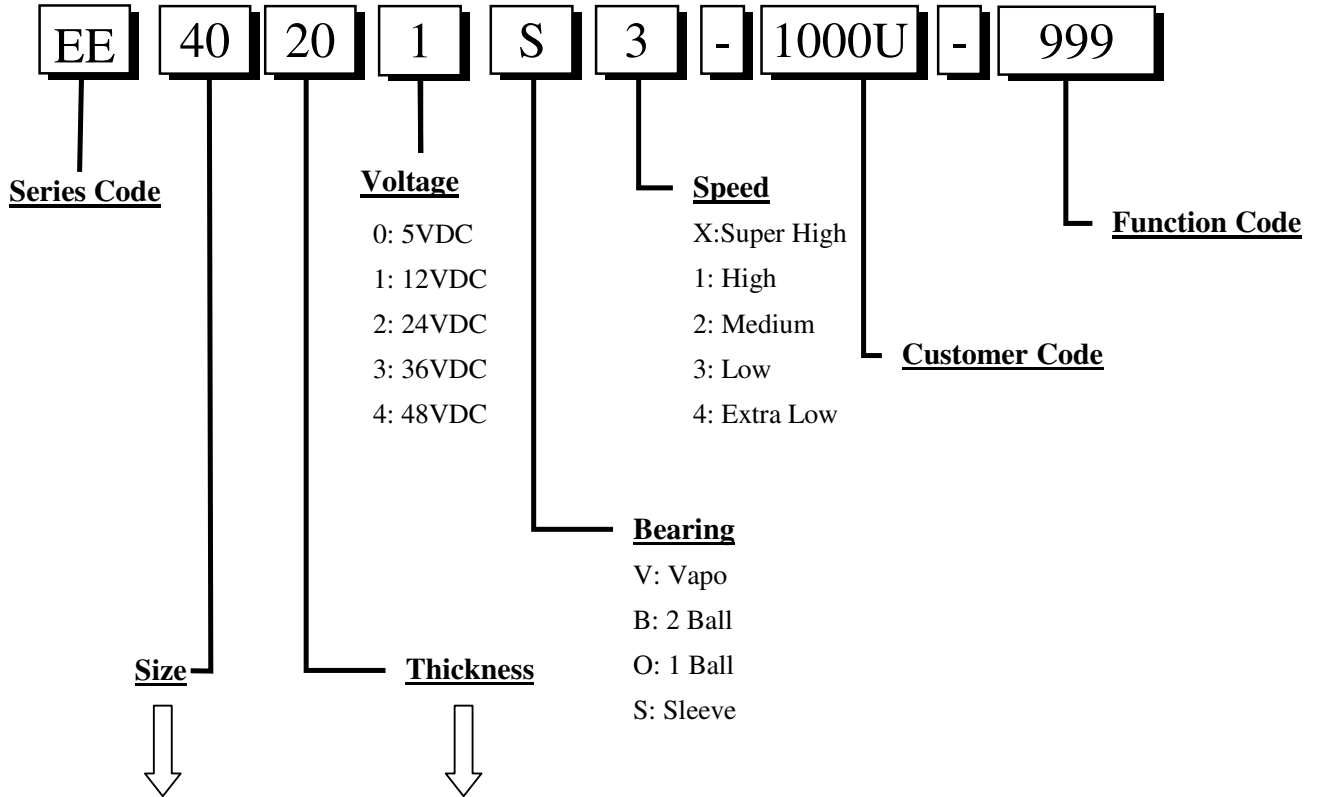 EE 40 20 1 S 3 - 1000U - 999
Series Code
Voltage
0: 5VDC
1: 12VDC
2: 24VDC
3: 36VDC
4: 48VDC
Speed
X:Super High
1: High
2: Medium
3: Low
4: Extra Low
Function Code
Customer Code
Bearing
V: Vapo
B: 2 Ball
O: 1 Ball
S: Sleeve
Size
Thickness